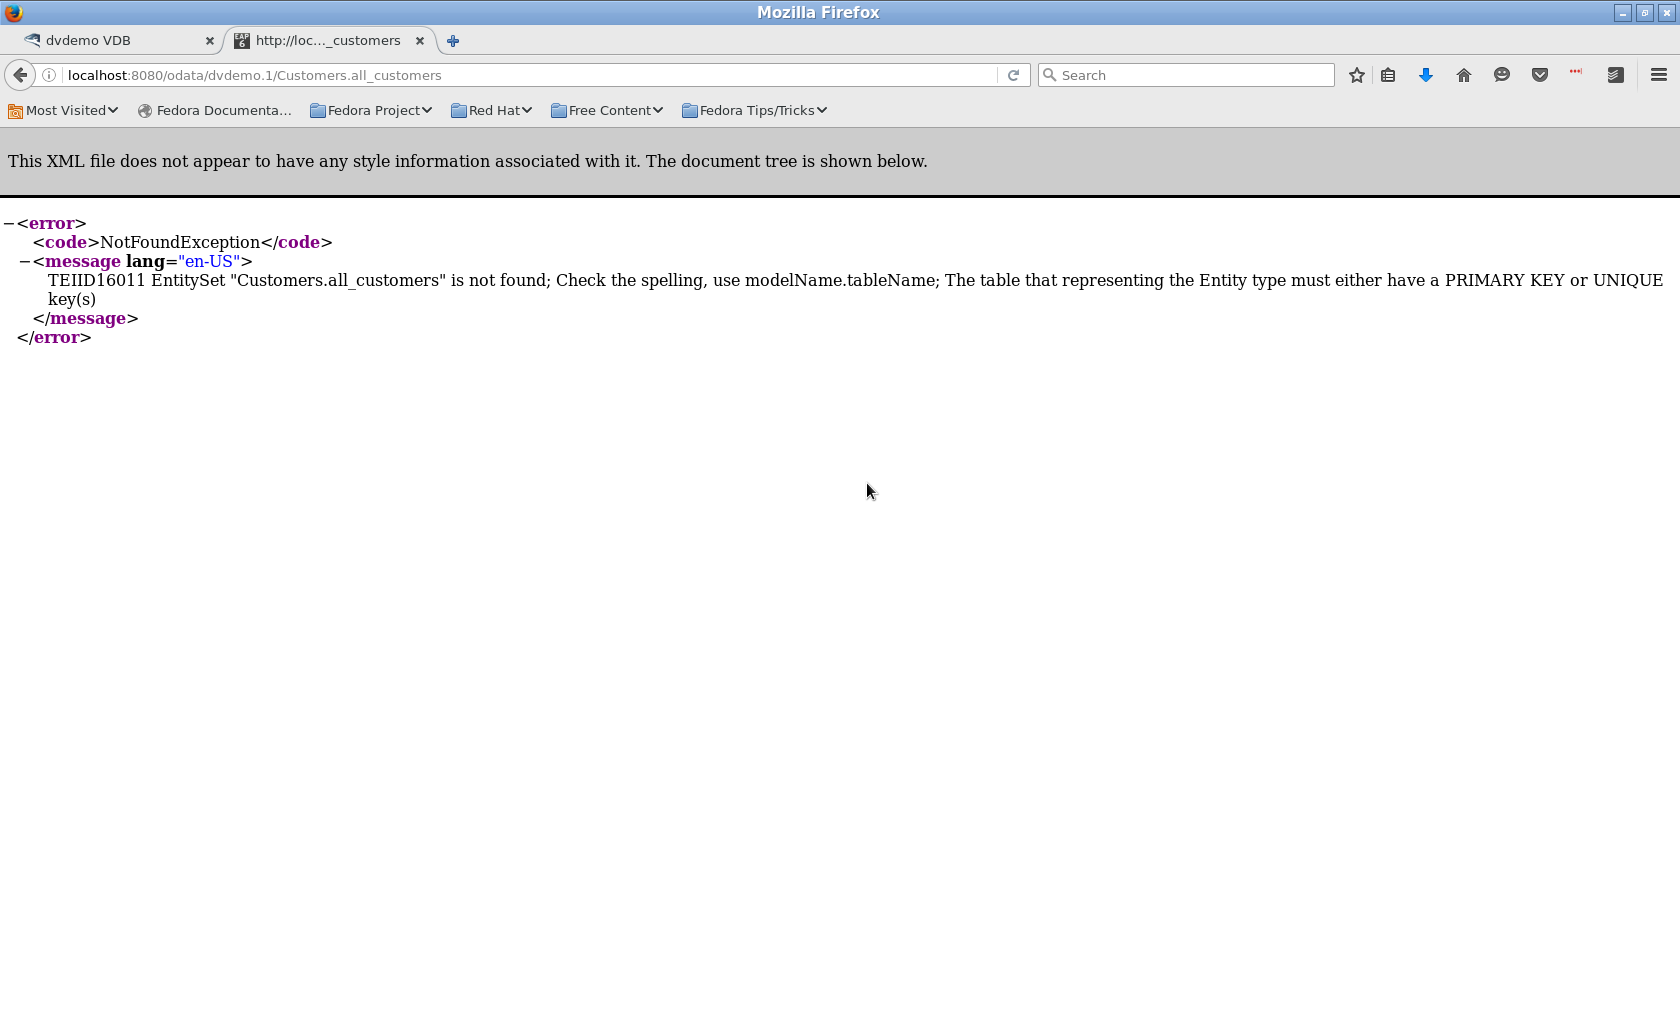 Mozilla Firefox
dvdemo VDB
http://loc..._customers
localhost:8080/odata/dvdemo.1/Customers.all_customers
Search
Most Visited
Fedora Documenta...
Fedora Project
Red Hat
Free Content
Fedora Tips/Tricks
This XML file does not appear to have any style information associated with it. The document tree is shown below.
−<error>
<code>NotFoundException</code>
−<message lang="en-US">
TEIID16011 EntitySet "Customers.all_customers" is not found; Check the spelling, use modelName.tableName; The table that representing the Entity type must either have a PRIMARY KEY or UNIQUE
key(s)
</message>
</error>